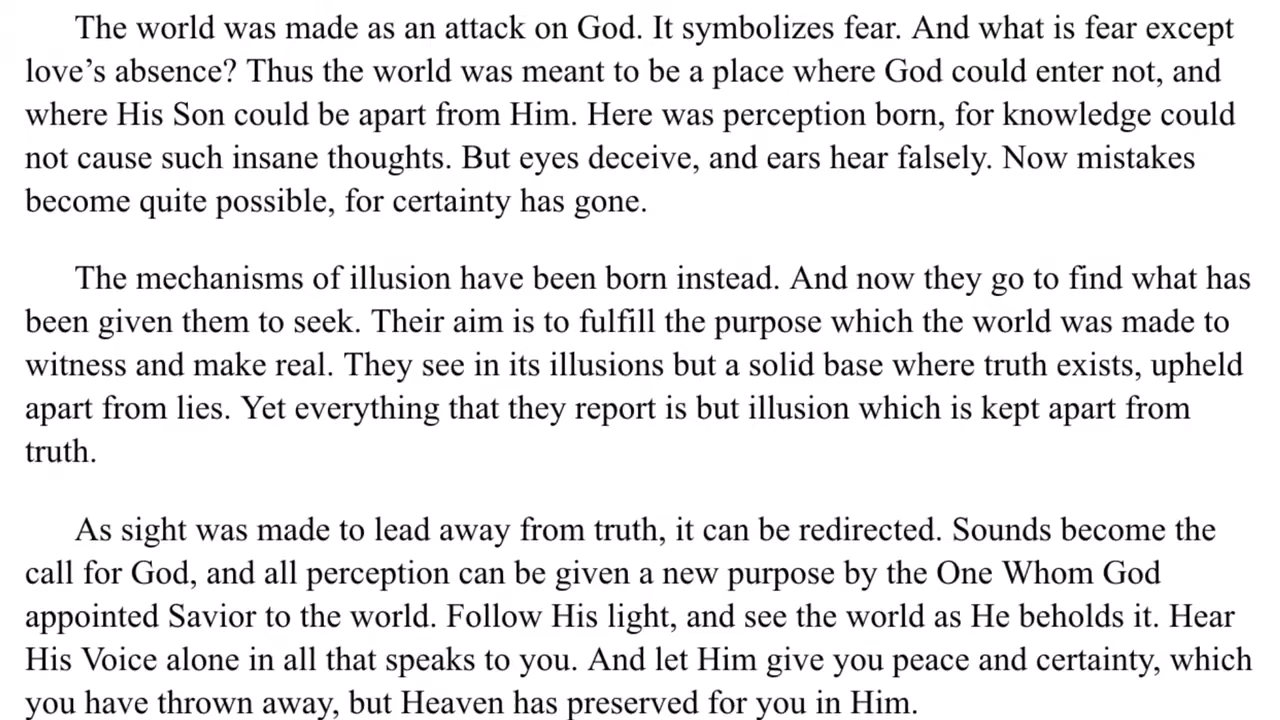 The world was made as an attack on God. It symbolizes fear. And what is fear except
love’s absence? Thus the world was meant to be a place where God could enter not, and
where His Son could be apart from Him. Here was perception born, for knowledge could
not cause such insane thoughts. But eyes deceive, and ears hear falsely. Now mistakes
become quite possible, for certainty has gone.
The mechanisms of illusion have been born instead. And now they go to find what has
been given them to seek. Their aim is to fulfill the purpose which the world was made to
witness and make real. They see in its illusions but a solid base where truth exists, upheld
apart from lies. Yet everything that they report is but illusion which is kept apart from
truth.
As sight was made to lead away from truth, it can be redirected. Sounds become the
call for God, and all perception can be given a new purpose by the One Whom God
appointed Savior to the world. Follow His light, and see the world as He beholds it. Hear
His Voice alone in all that speaks to you. And let Him give you peace and certainty, which
you have thrown away, but Heaven has preserved for you in Him.